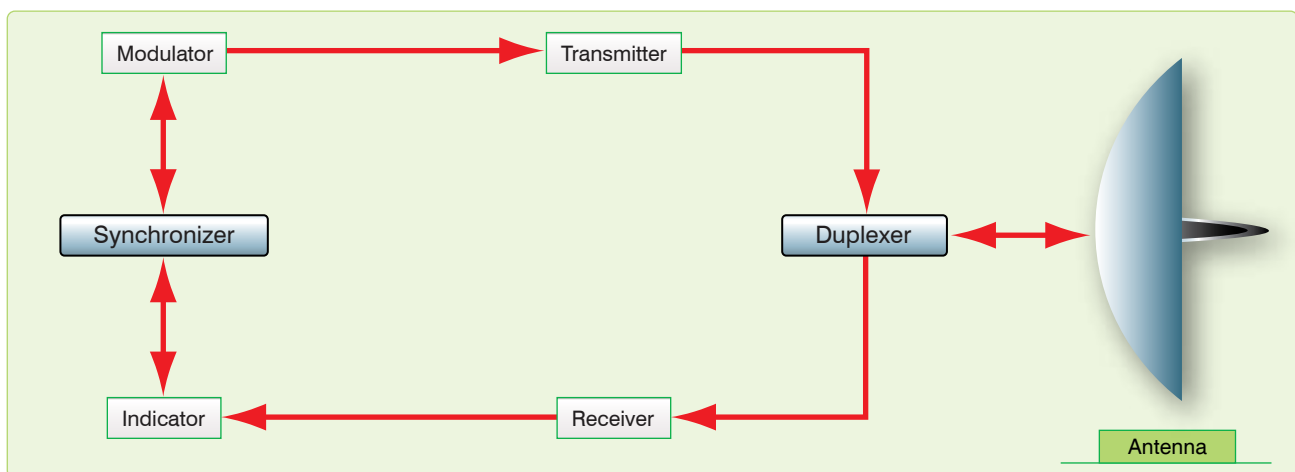 Modulator
Transmitter
Synchronizer
Duplexer
Indicator
Receiver
Antenna